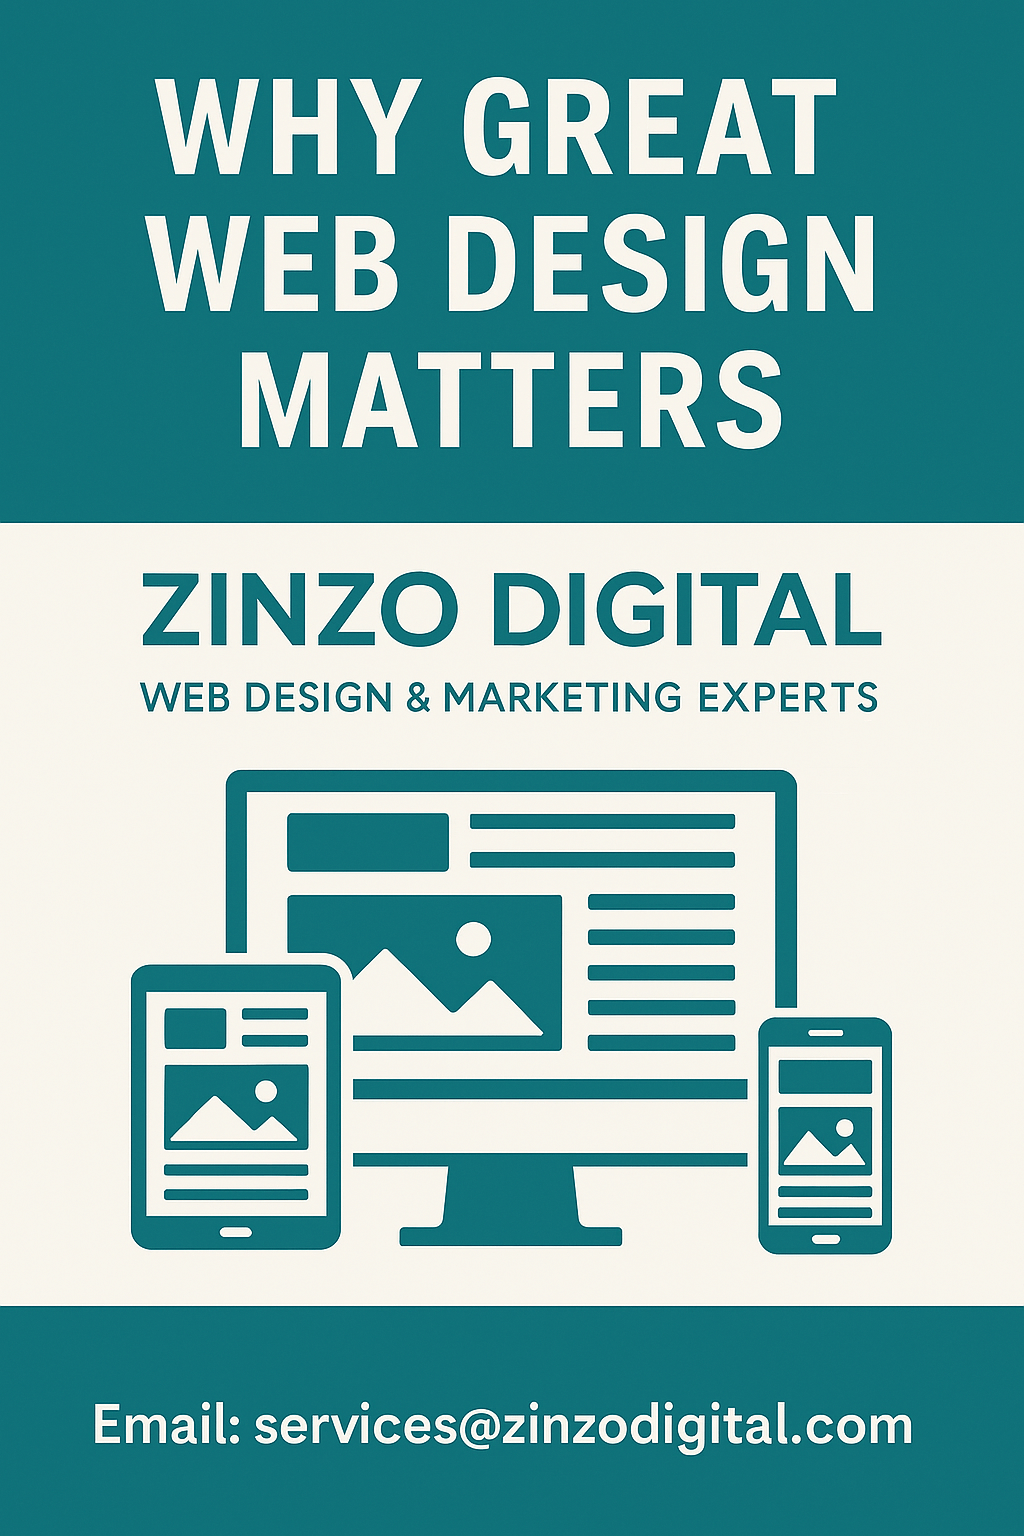 WHY GREAT
WEB DESIGN
MATTERS
ZINZO DIGITAL
WEB DESIGN & MARKETING EXPERTS
Email: services@zinzodigital.com